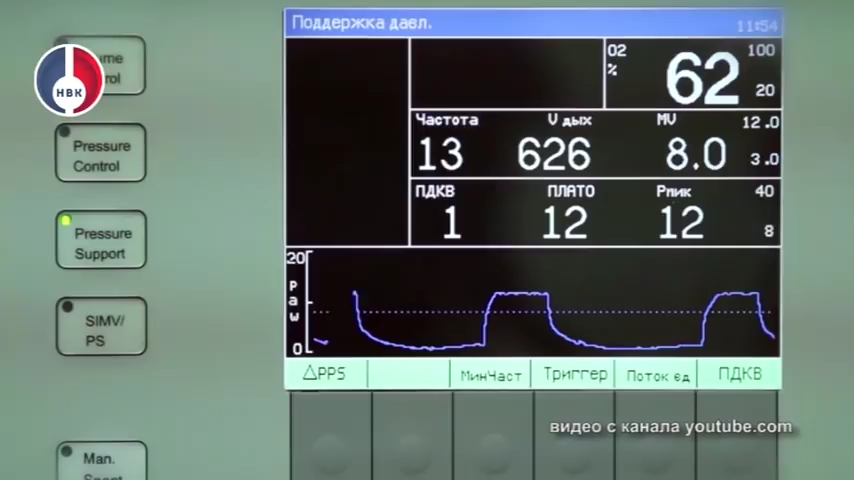 Поддержка давл. 11:54
НВК
Pressure
Control
Pressure
Support
SIMV/
PS
Man.
O2 100
% 62 20
Частота V дых MV 12.0
13 626 8.0 3.0
ПДКВ ПЛАТО Pпик 40
1 12 12 8
20
Paw
0
△PPS МинЧаст Триггер Поток ед ПДКВ
видео с канала youtube.com